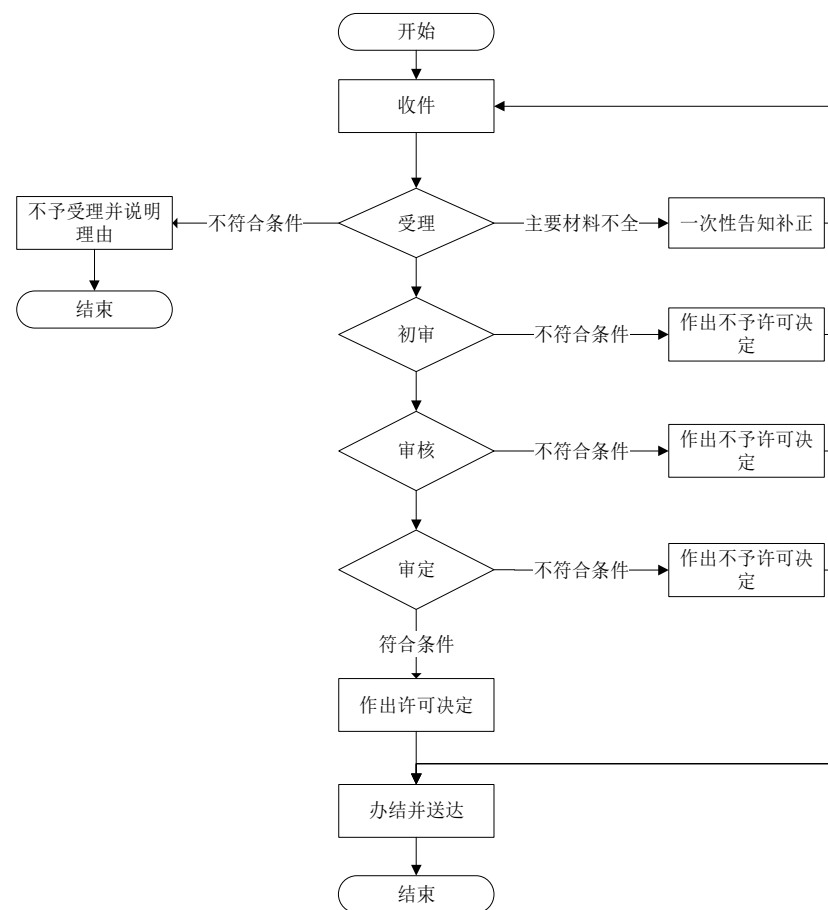 开始
收件
不予受理并说明
理由
不符合条件
受理
主要材料不全
一次性告知补正
结束
初审
不符合条件
作出不予许可决
定
审核
不符合条件
作出不予许可决
定
审定
不符合条件
作出不予许可决
定
符合条件
作出许可决定
办结并送达
结束